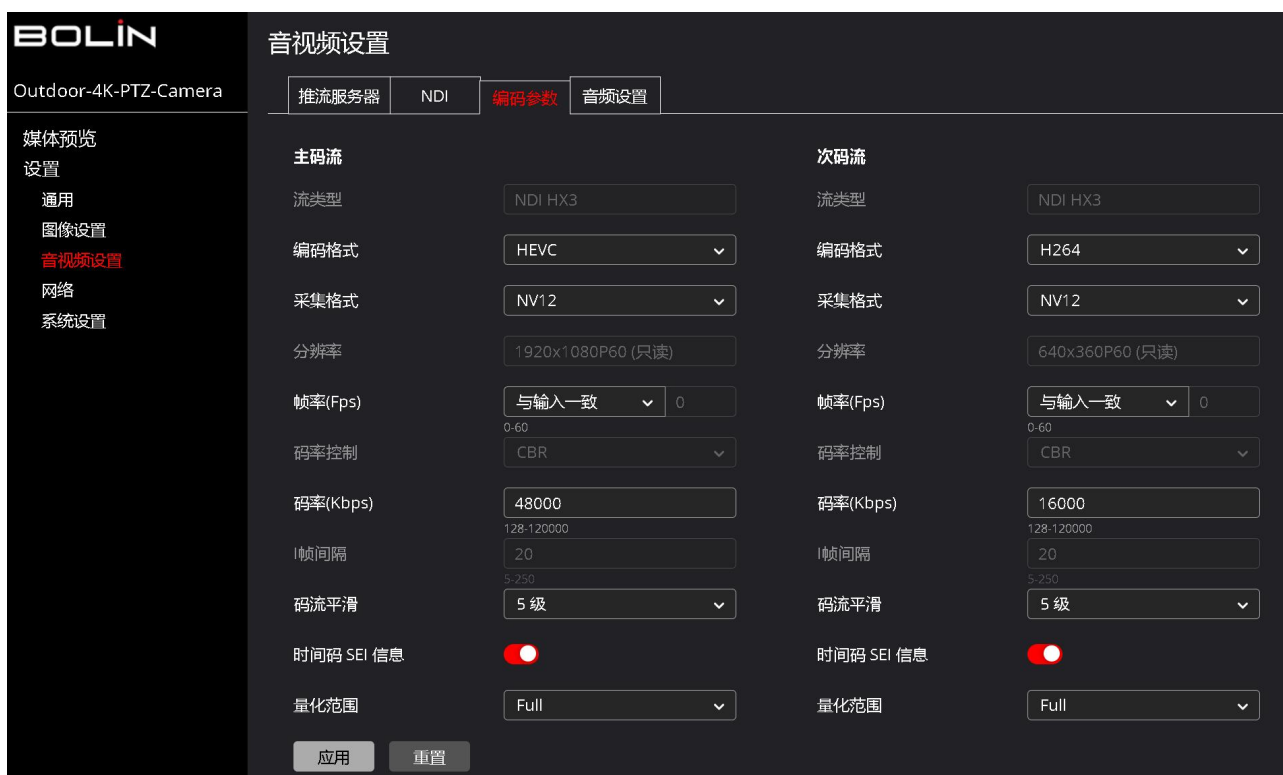 BOLIN
Outdoor-4K-PTZ-Camera
媒体预览
设置
通用
图像设置
音视频设置
网络
系统设置
音视频设置
推流服务器 NDI 编码参数 音频设置
主码流 次码流
流类型 NDI HX3 流类型 NDI HX3
编码格式 HEVC 编码格式 H264
采集格式 NV12 采集格式 NV12
分辨率 1920x1080P60 (只读) 分辨率 640x360P60 (只读)
帧率(Fps) 与输入一致 0 帧率(Fps) 与输入一致 0
0-60 0-60
码率控制 CBR 码率控制 CBR
码率(Kbps) 48000 码率(Kbps) 16000
128-120000 128-120000
I帧间隔 20 I帧间隔 20
5-250 5-250
码流平滑 5 级 码流平滑 5 级
时间码 SEI 信息 时间码 SEI 信息
量化范围 Full 量化范围 Full
应用 重置